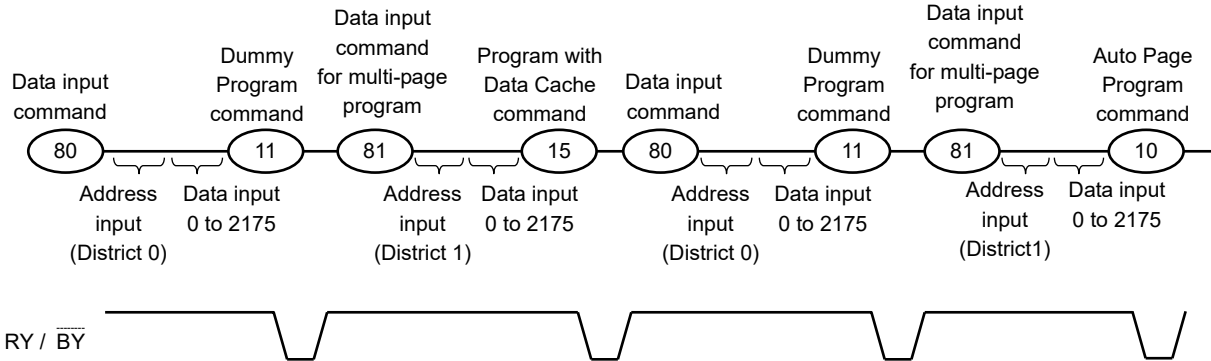 Data input
command
Dummy
Program
command
Data input
command
for multi-page
program
Program with
Data Cache
command
Data input
command
Dummy
Program
command
Data input
command
for multi-page
program
Auto Page
Program
command
80
11
81
15
80
11
81
10
Address
input
(District 0)
Data input
0 to 2175
Address
input
(District 1)
Data input
0 to 2175
Address
input
(District 0)
Data input
0 to 2175
Address
input
(District1)
Data input
0 to 2175
RY / B̅Y̅